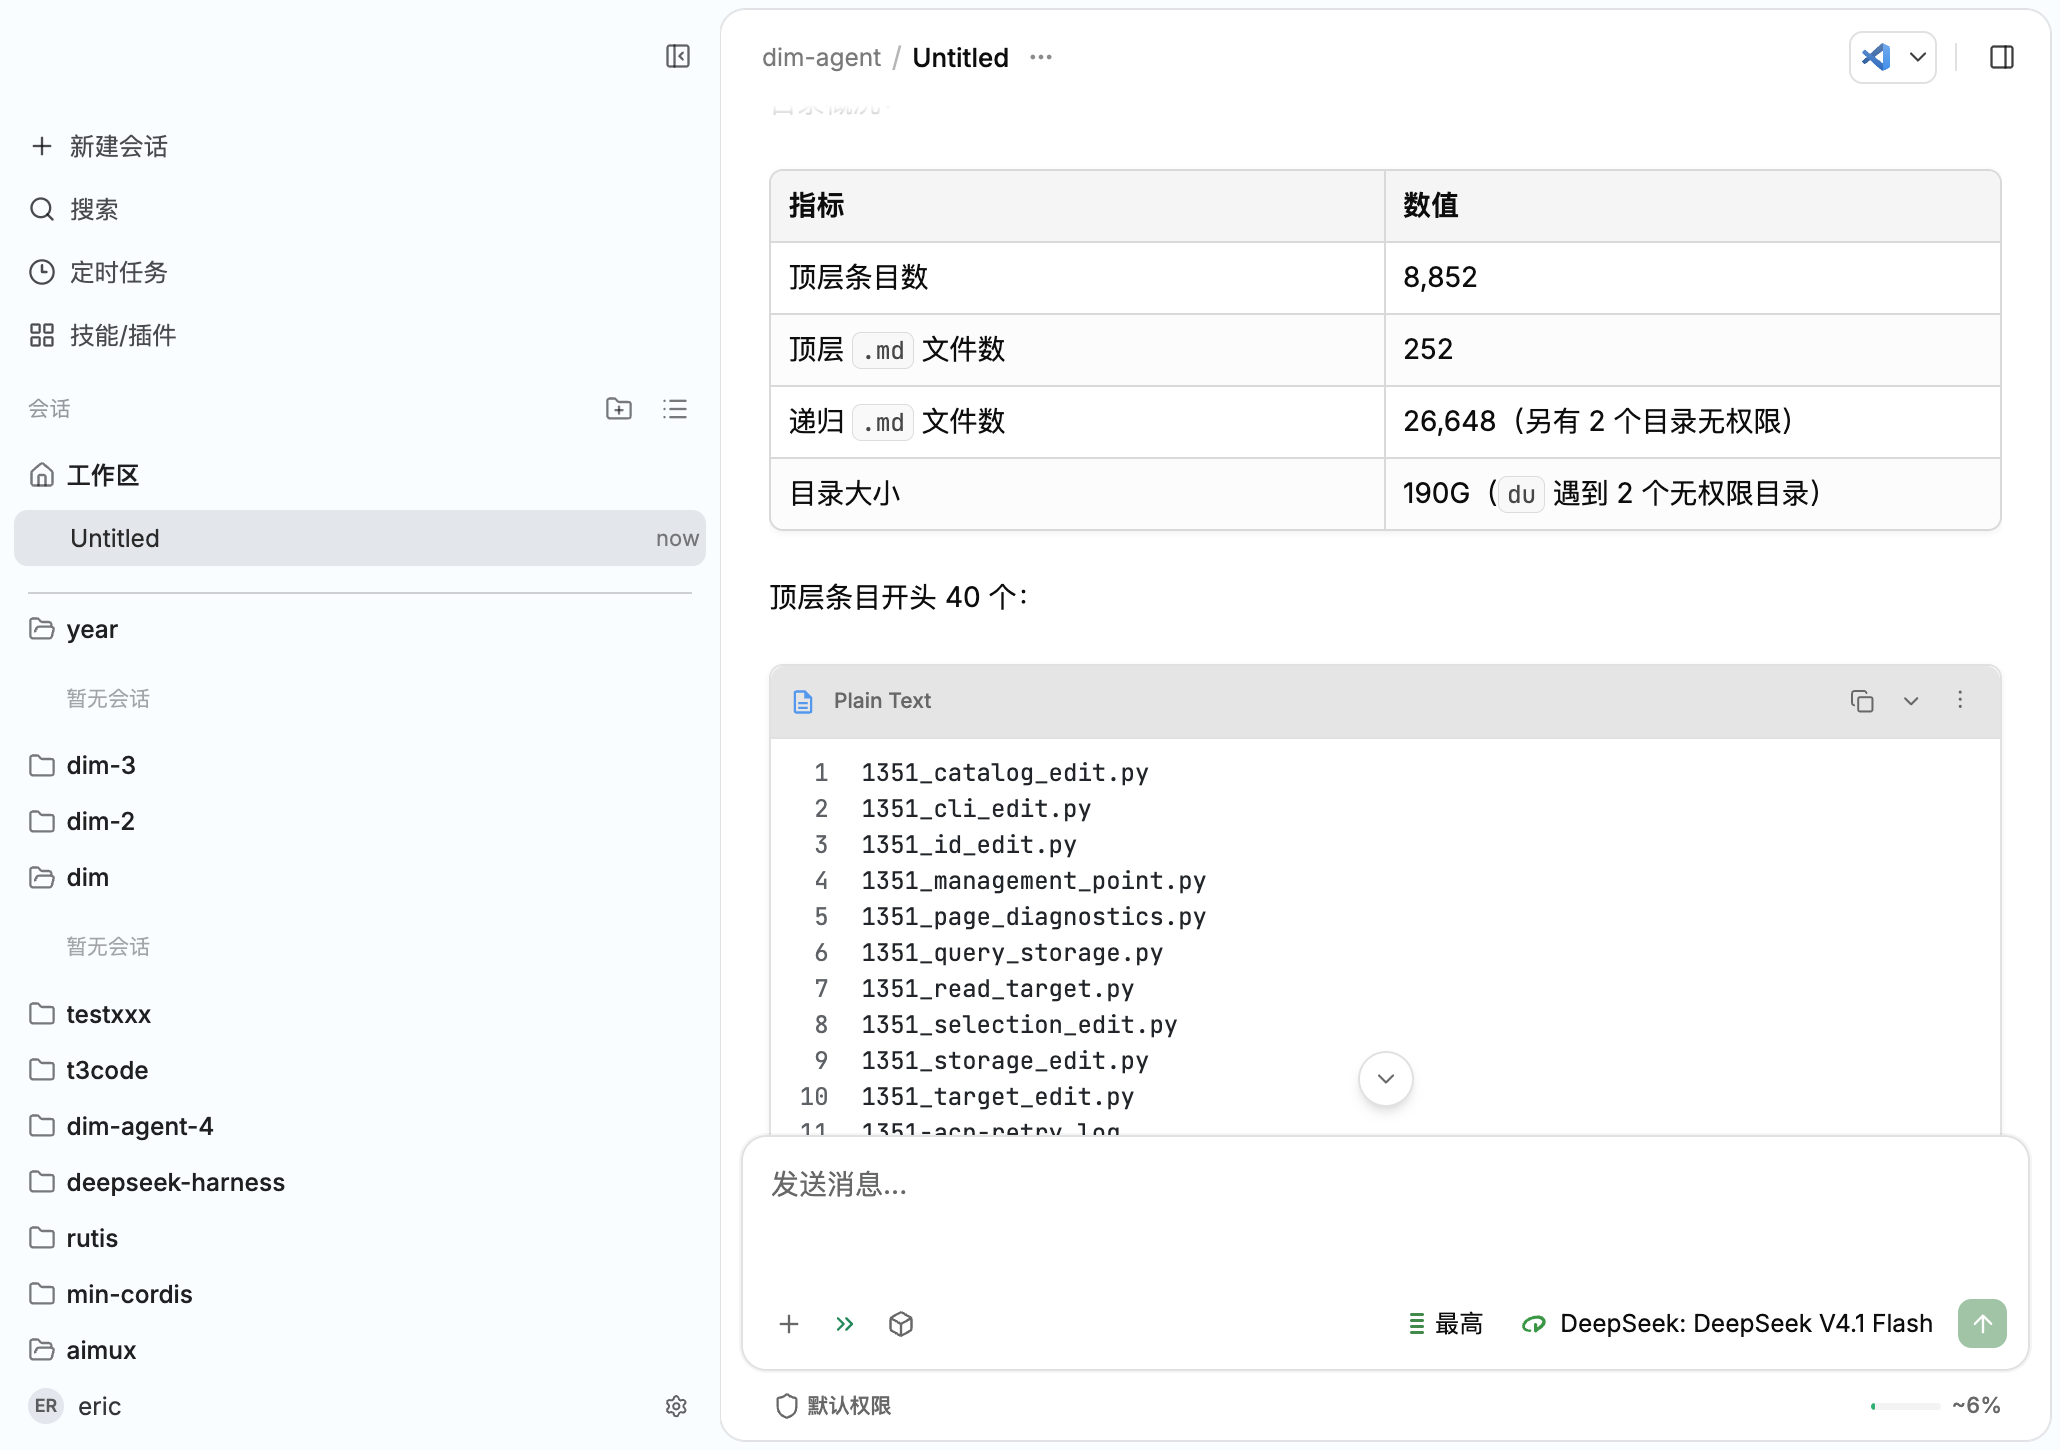 新建会话
搜索
定时任务
技能/插件
会话
工作区
Untitled now
year
暂无会话
dim-3
dim-2
dim
暂无会话
testxxx
t3code
dim-agent-4
deepseek-harness
rutis
min-cordis
aimux
ER eric
dim-agent / Untitled ···
指标 数值
顶层条目数 8,852
顶层 .md 文件数 252
递归 .md 文件数 26,648（另有 2 个目录无权限）
目录大小 190G（du 遇到 2 个无权限目录）
顶层条目开头 40 个：
Plain Text
1 1351_catalog_edit.py
2 1351_cli_edit.py
3 1351_id_edit.py
4 1351_management_point.py
5 1351_page_diagnostics.py
6 1351_query_storage.py
7 1351_read_target.py
8 1351_selection_edit.py
9 1351_storage_edit.py
10 1351_target_edit.py
11 1351-acp-retry.log
发送消息...
最高 DeepSeek: DeepSeek V4.1 Flash
默认权限 ~6%